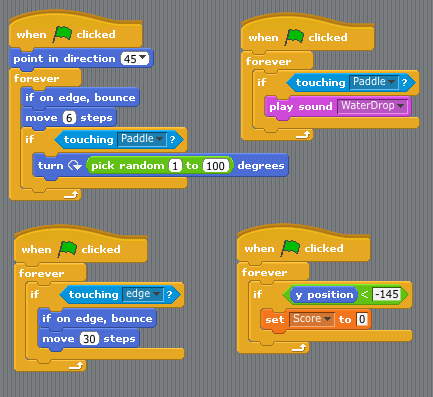 when clicked
point in direction 45
forever
if on edge, bounce
move 6 steps
if touching Paddle ?
turn pick random 1 to 100 degrees
when clicked
forever
if touching Paddle ?
play sound WaterDrop
when clicked
forever
if touching edge ?
if on edge, bounce
move 30 steps
when clicked
forever
if y position < -145
set Score to 0